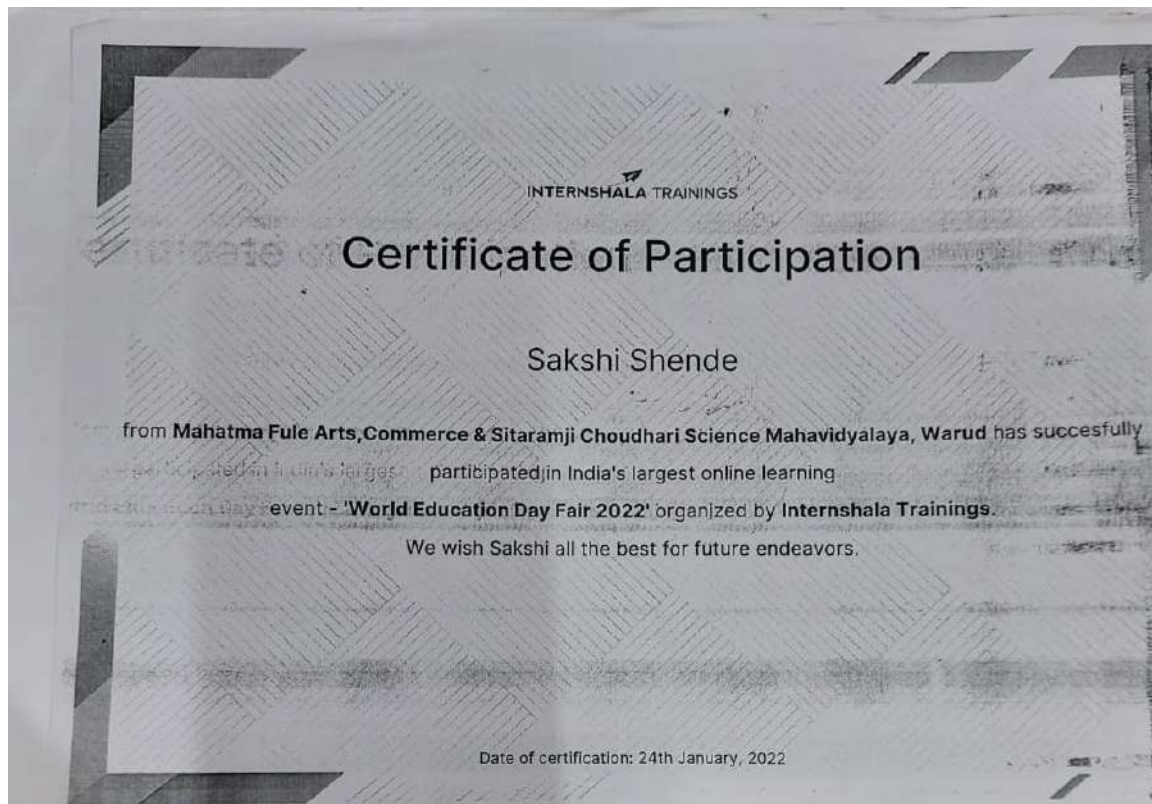 INTERNSHALA TRAININGS
Certificate of Participation
Sakshi Shende
from Mahatma Fule Arts,Commerce & Sitaramji Choudhari Science Mahavidyalaya, Warud has succesfully
participated in India's largest online learning
event - 'World Education Day Fair 2022' organized by Internshala Trainings.
We wish Sakshi all the best for future endeavors.
Date of certification: 24th January, 2022